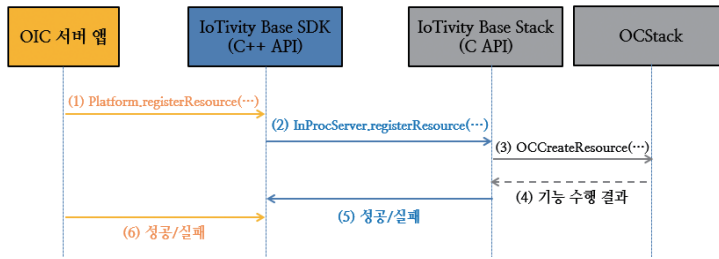 OIC 서버 앱
IoTivity Base SDK
(C++ API)
IoTivity Base Stack
(C API)
OCStack
(1) Platform.registerResource(…)
(2) InProcServer.registerResource(…)
(3) OCCreateResource(…)
(4) 기능 수행 결과
(5) 성공/실패
(6) 성공/실패